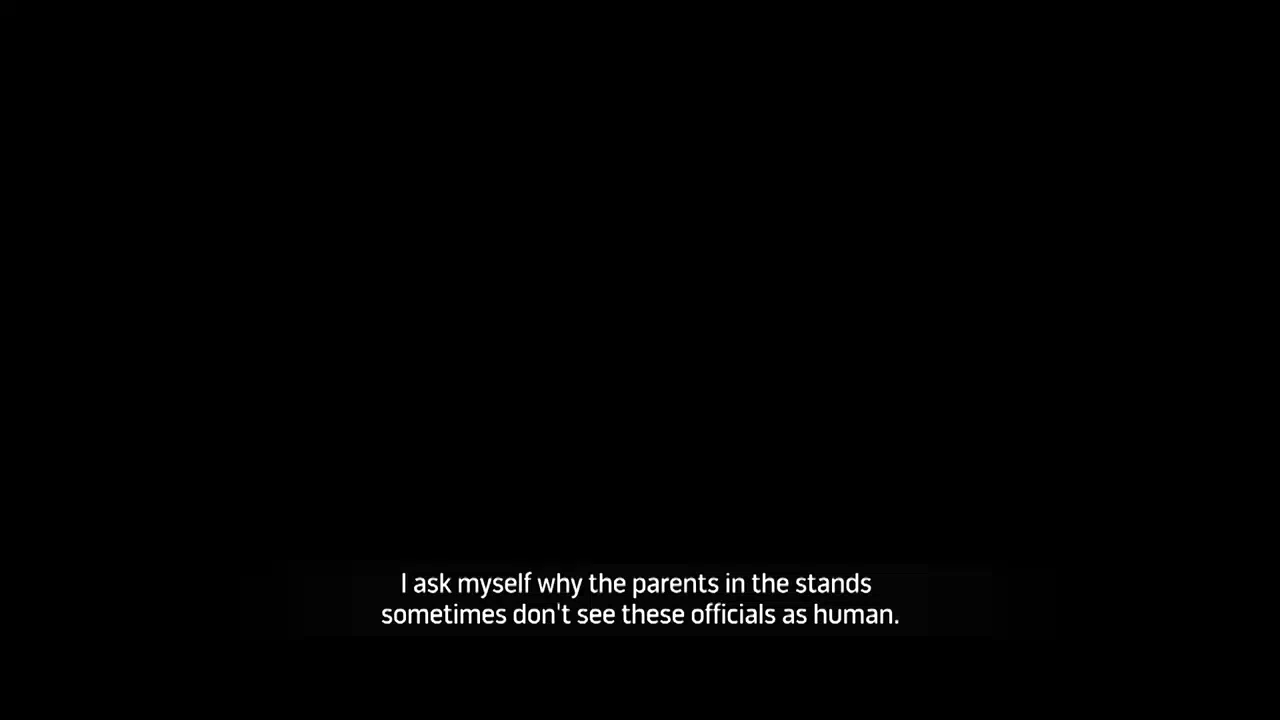 I ask myself why the parents in the stands
sometimes don't see these officials as human.